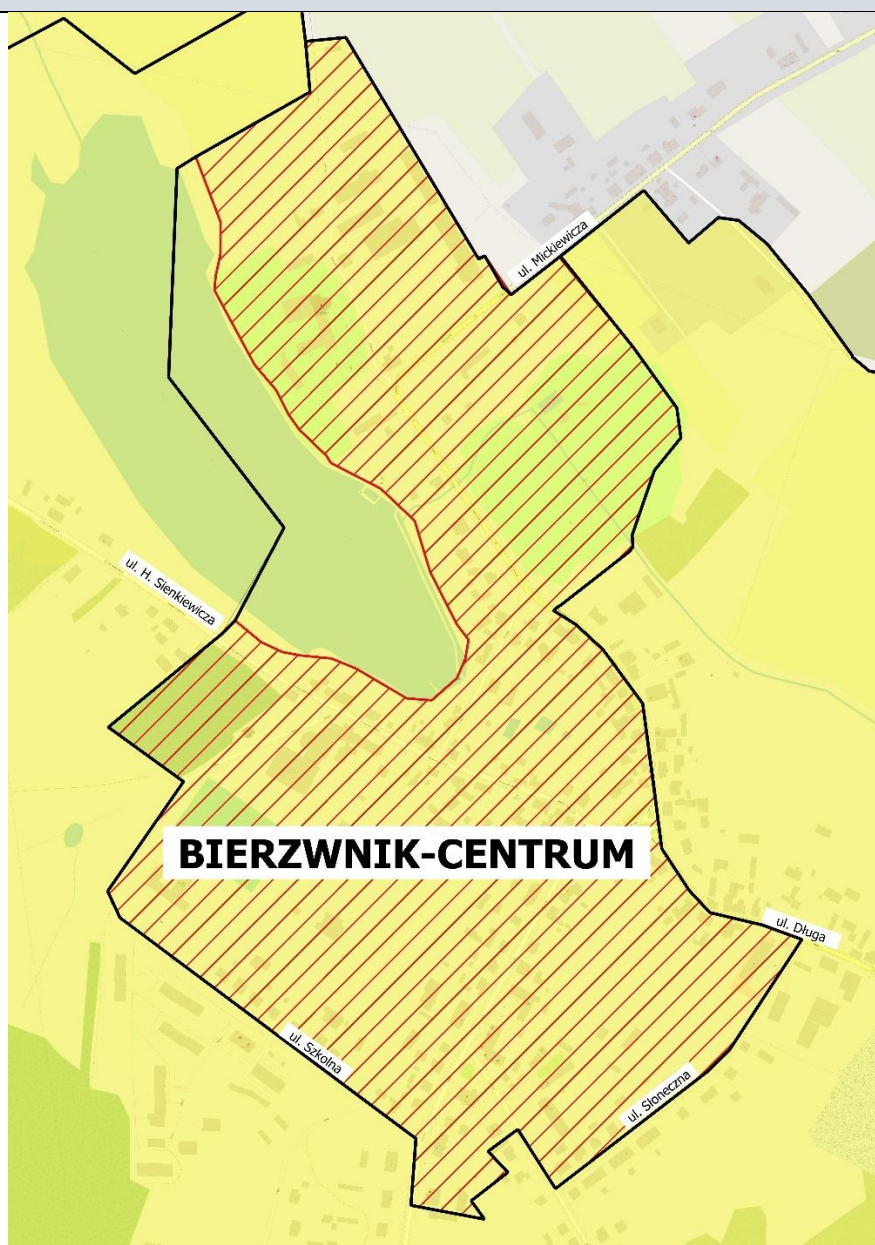 ul. Mickiewicza
ul. H. Sienkiewicza
BIERZWNIK-CENTRUM
ul. Długa
ul. Szkolna
ul. Słoneczna